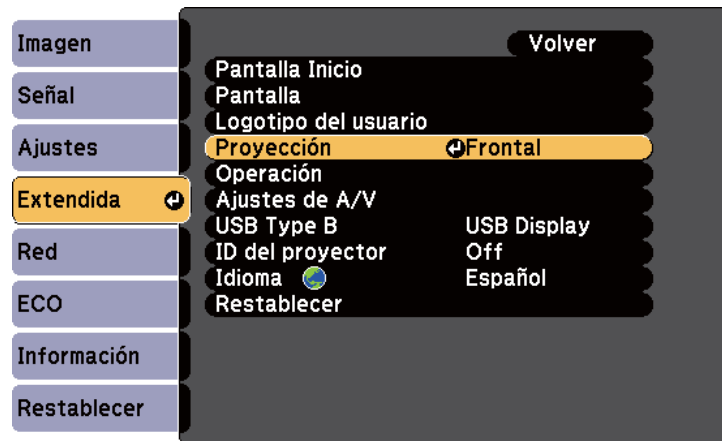 Imagen
Señal
Ajustes
Extendida
Red
ECO
Información
Restablecer
Volver
Pantalla Inicio
Pantalla
Logotipo del usuario
Proyección Frontal
Operación
Ajustes de A/V
USB Type B USB Display
ID del proyector Off
Idioma Español
Restablecer